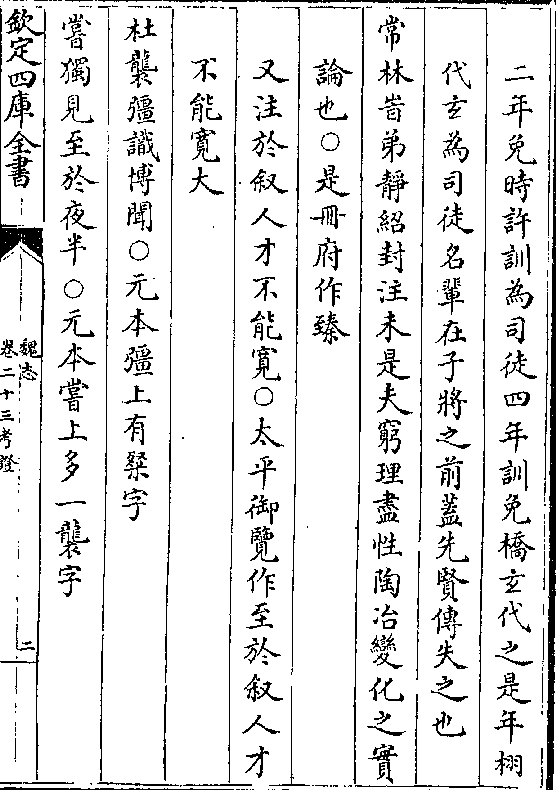 二年免時許訓為司徒四年訓免橋玄代之是年栩
代玄為司徒名輩在子將之前蓋先賢傳失之也
常林皆弟靜紹封注未是夫窮理盡性陶冶變化之實
論也○是冊府作臻
又注於叙人才不能寛○太平御覽作至於叙人才
不能寛大
杜襲彊識博聞○元本彊上有粲字
嘗獨見至於夜半○元本嘗上多一襲字
欽定四庫全書
魏志
卷二十三考證
二